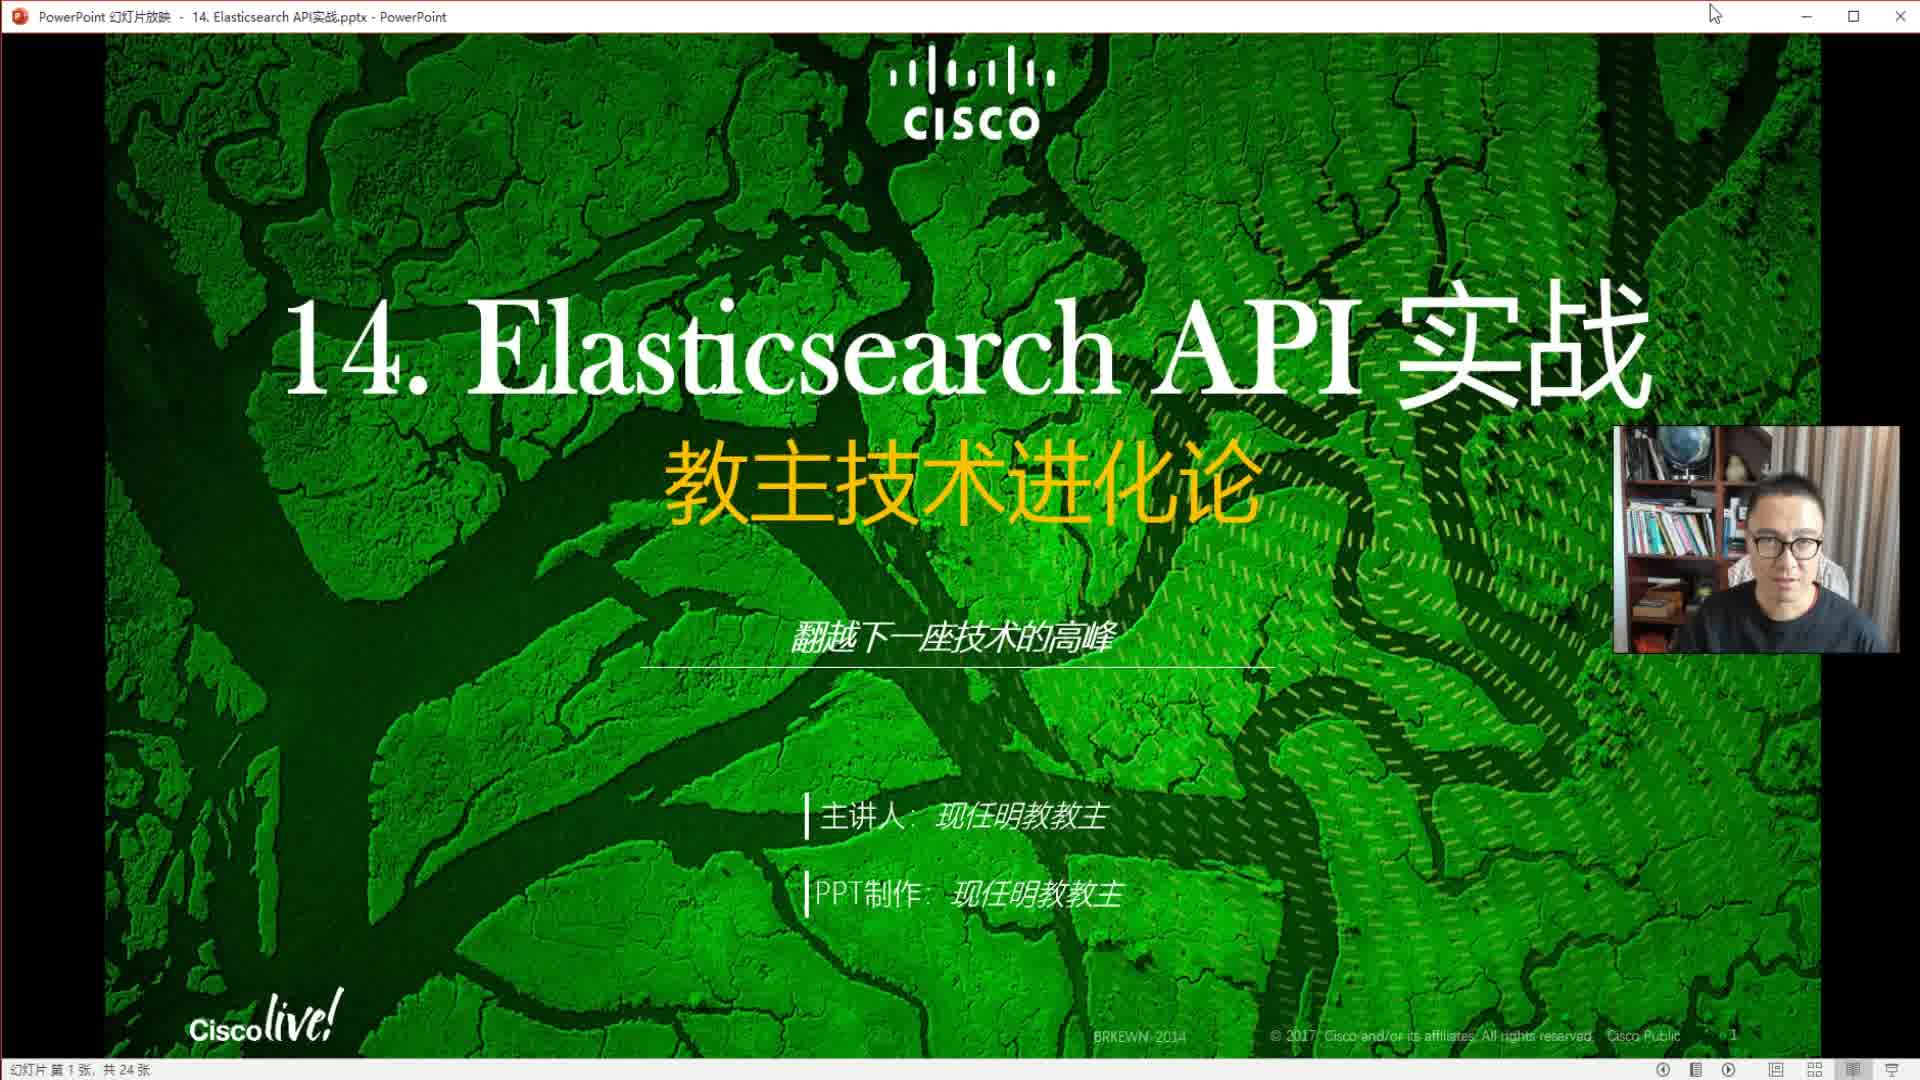 PowerPoint 幻灯片放映 - 14. Elasticsearch API实战.pptx - PowerPoint
CISCO
14. Elasticsearch API 实战
教主技术进化论
翻越下一座技术的高峰
主讲人：现任明教教主
PPT制作：现任明教教主
Cisco live!
BRKEWN-2014
© 2017 Cisco and/or its affiliates. All rights reserved. Cisco Public
1
幻灯片 第 1 张，共 24 张